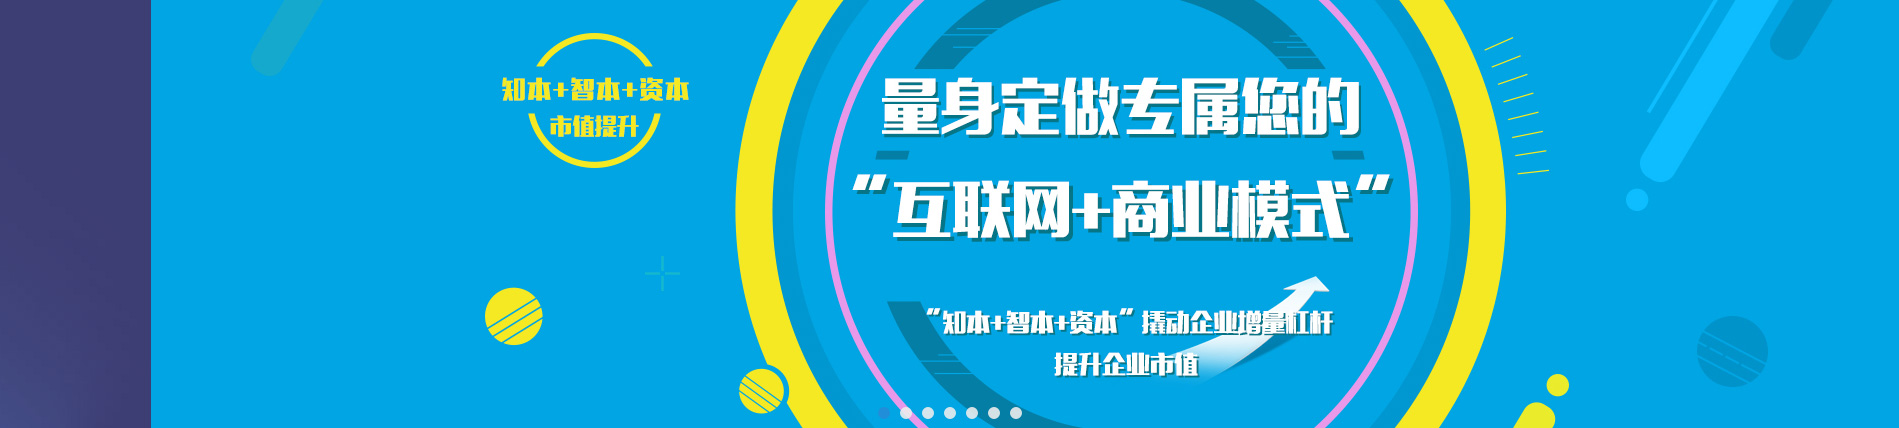 知本+智本+资本
市值提升
量身定做专属您的
“互联网+商业模式”
“知本+智本+资本”撬动企业增量杠杆
提升企业市值